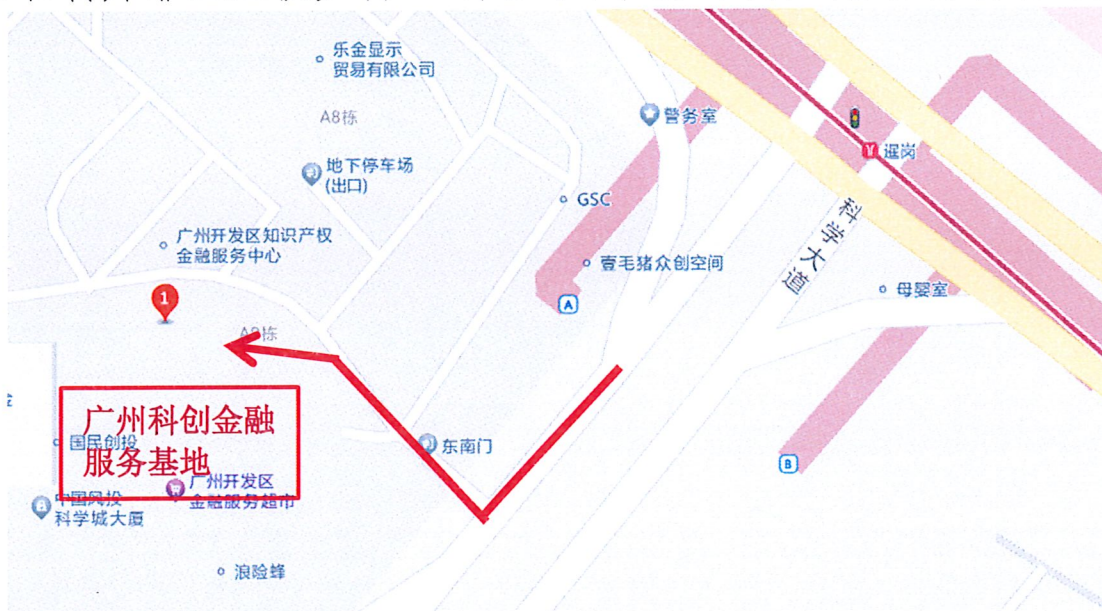 乐金显示
贸易有限公司
A8栋
警务室
暹岗
地下停车场
(出口)
GSC
科学大道
广州开发区知识产权
金融服务中心
壹毛猪众创空间
母婴室
1
A
A9栋
广州科创金融
服务基地
国民创投
东南门
B
广州开发区
金融服务超市
中国风投
科学城大厦
浪险蜂